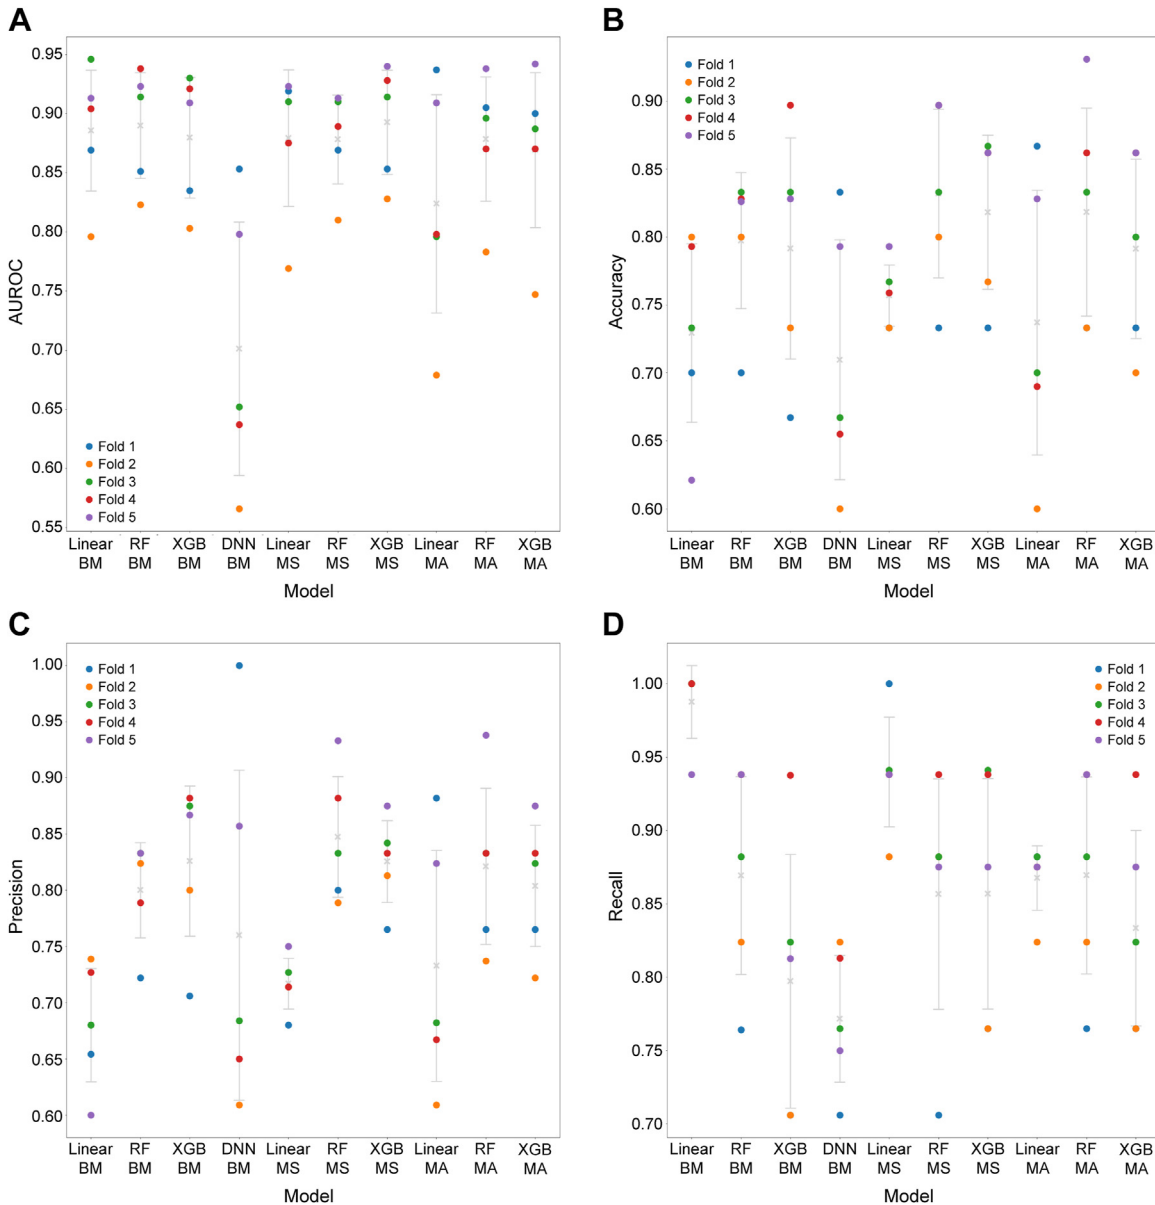 A
0.95
0.90
0.85
0.80
0.75
0.70
0.65
0.60
0.55
AUROC
Fold 1
Fold 2
Fold 3
Fold 4
Fold 5
Linear RF XGB DNN Linear RF XGB Linear RF XGB
BM BM BM BM MS MS MS MA MA MA
Model
B
0.90
0.85
0.80
0.75
0.70
0.65
0.60
Accuracy
Fold 1
Fold 2
Fold 3
Fold 4
Fold 5
Linear RF XGB DNN Linear RF XGB Linear RF XGB
BM BM BM BM MS MS MS MA MA MA
Model
C
1.00
0.95
0.90
0.85
0.80
0.75
0.70
0.65
0.60
Precision
Fold 1
Fold 2
Fold 3
Fold 4
Fold 5
Linear RF XGB DNN Linear RF XGB Linear RF XGB
BM BM BM BM MS MS MS MA MA MA
Model
D
1.00
0.95
0.90
0.85
0.80
0.75
0.70
Recall
Fold 1
Fold 2
Fold 3
Fold 4
Fold 5
Linear RF XGB DNN Linear RF XGB Linear RF XGB
BM BM BM BM MS MS MS MA MA MA
Model